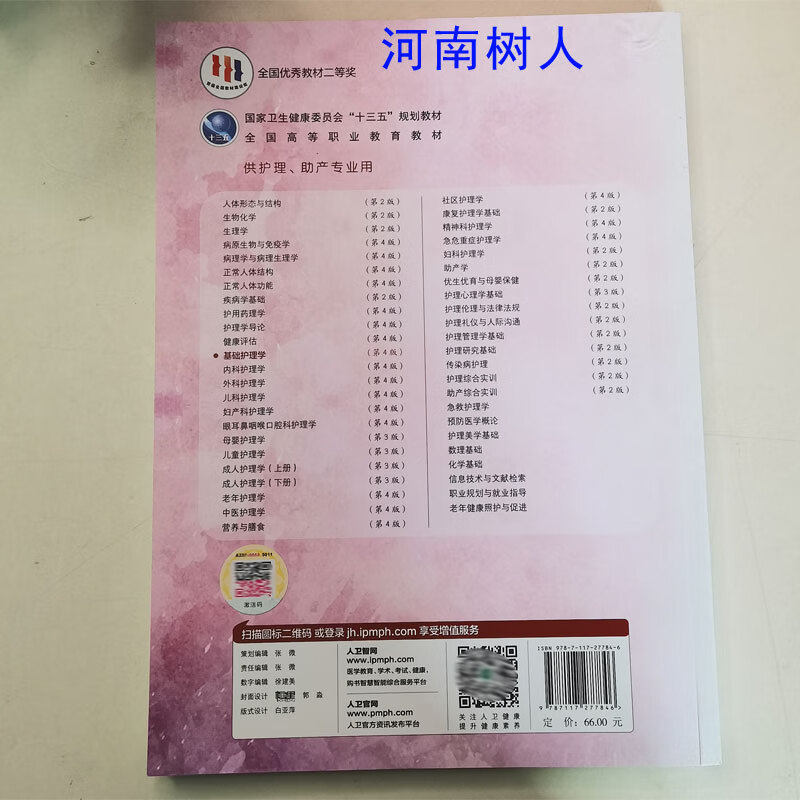 河南树人
全国优秀教材二等奖
国家卫生健康委员会“十三五”规划教材
十三五
全国高等职业教育教材
供护理、助产专业用
人体形态与结构 (第2版)
生物化学 (第2版)
生理学 (第2版)
病原生物与免疫学 (第4版)
病理学与病理生理学 (第4版)
正常人体结构 (第4版)
正常人体功能 (第4版)
疾病学基础 (第2版)
护用药理学 (第4版)
护理学导论 (第4版)
健康评估 (第4版)
• 基础护理学 (第4版)
内科护理学 (第4版)
外科护理学 (第4版)
儿科护理学 (第4版)
妇产科护理学 (第4版)
眼耳鼻咽喉口腔科护理学 (第4版)
母婴护理学 (第3版)
儿童护理学 (第3版)
成人护理学(上册) (第3版)
成人护理学(下册) (第3版)
老年护理学 (第4版)
中医护理学 (第4版)
营养与膳食 (第4版)
社区护理学 (第4版)
康复护理学基础 (第2版)
精神科护理学 (第4版)
急危重症护理学 (第4版)
妇科护理学 (第2版)
助产学 (第2版)
优生优育与母婴保健 (第2版)
护理心理学基础 (第3版)
护理伦理与法律法规 (第2版)
护理礼仪与人际沟通 (第2版)
护理管理学基础 (第2版)
护理研究基础 (第2版)
传染病护理 (第2版)
护理综合实训 (第2版)
助产综合实训 (第2版)
急救护理学
预防医学概论
护理美学基础
数理基础
化学基础
信息技术与文献检索
职业规划与就业指导
老年健康照护与促进
激活码
扫描圆标二维码 或登录 jh.ipmph.com 享受增值服务
策划编辑 张 微
责任编辑 张 微
数字编辑 徐建美
封面设计 郭 淼
版式设计 白亚萍
人卫智网
www.ipmph.com
医学教育、学术、考试、健康,
购书智慧智能综合服务平台
人卫官网
www.pmph.com
人卫官方资讯发布平台
关注人卫健康
提升健康素养
ISBN 978-7-117-27784-6
9 787117 277846 >
定 价: 66.00 元